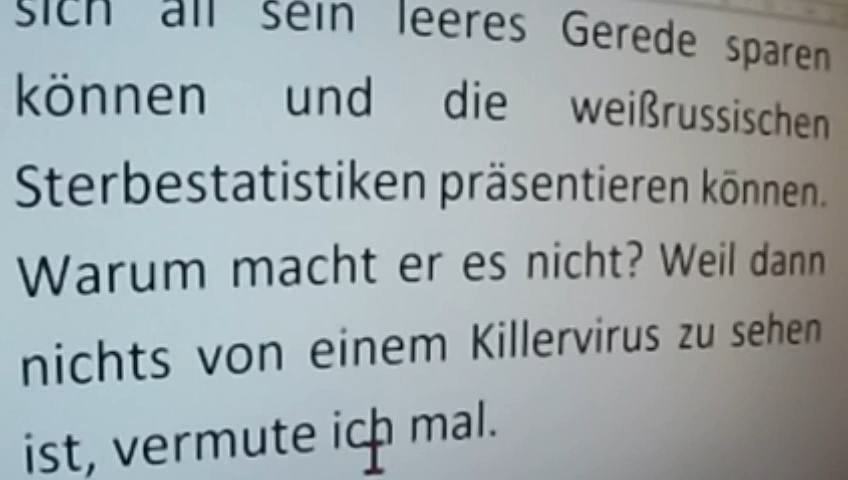 sich all sein leeres Gerede sparen
können und die weißrussischen
Sterbestatistiken präsentieren können.
Warum macht er es nicht? Weil dann
nichts von einem Killervirus zu sehen
ist, vermute ich mal.